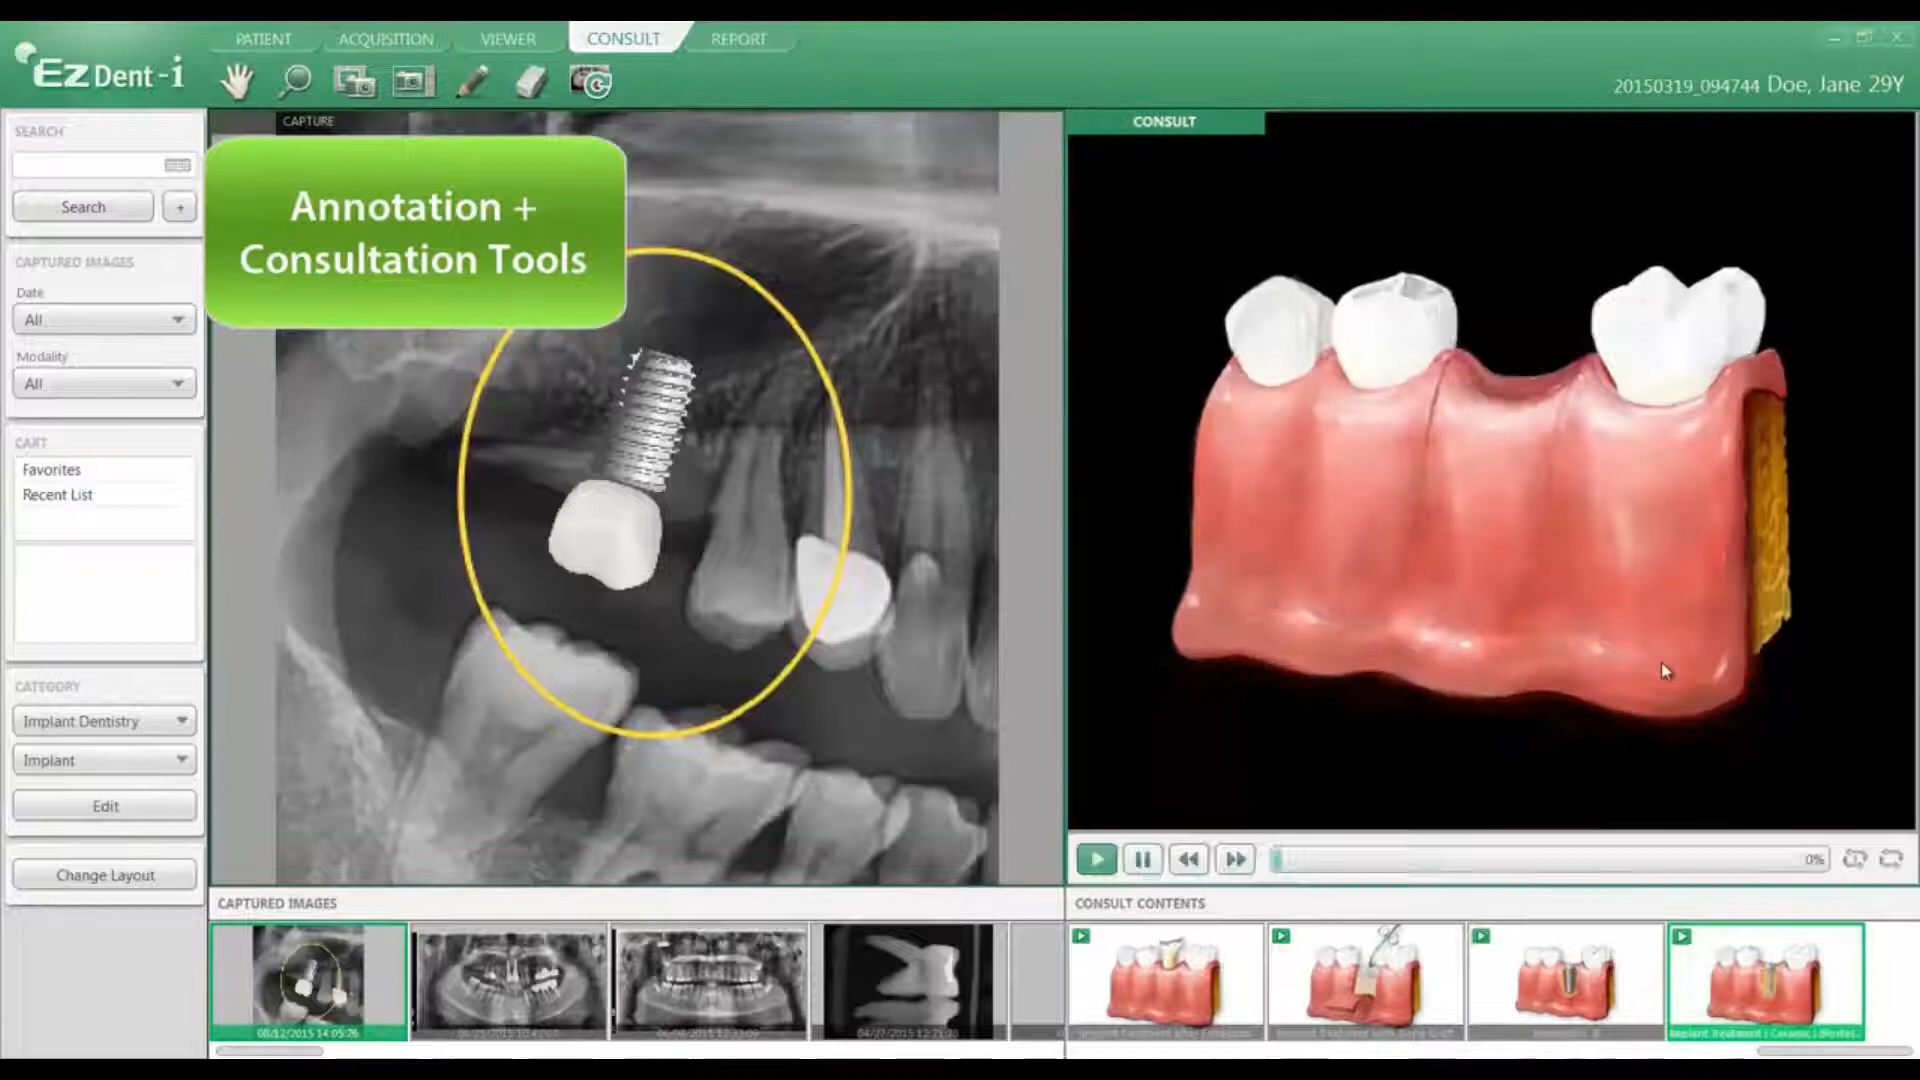 EZ Dent-i
PATIENT
ACQUISITION
VIEWER
CONSULT
REPORT
20150319_094744 Doe, Jane 29Y
SEARCH
Search
+
CAPTURED IMAGES
Date
All
Modality
All
CART
Favorites
Recent List
CATEGORY
Implant Dentistry
Implant
Edit
Change Layout
CAPTURE
Annotation +
Consultation Tools
CONSULT
0%
CAPTURED IMAGES
08/12/2015 14:05:26
CONSULT CONTENTS